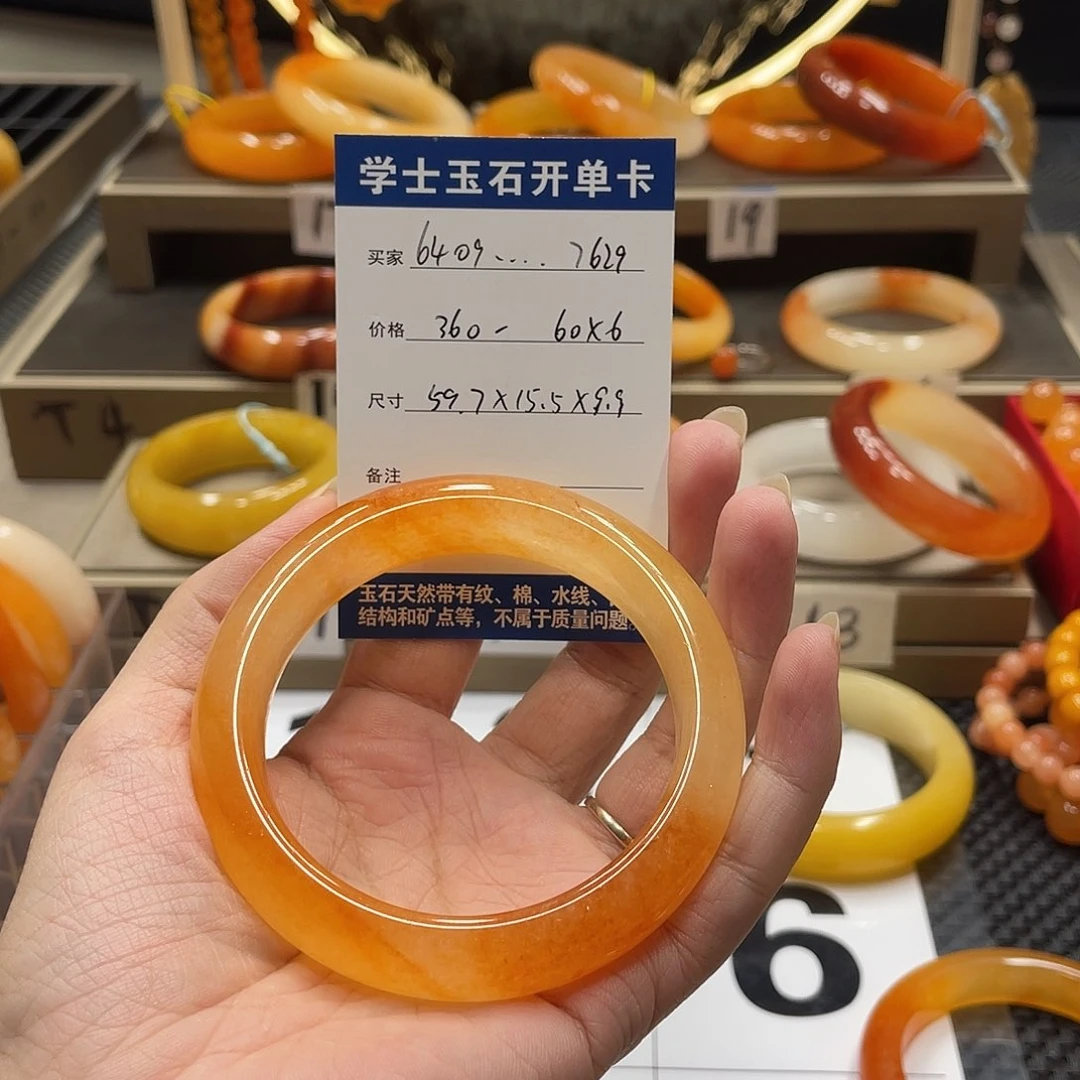 19
学士玉石开单卡
买家 6409.... 7629
价格 360- 60X6
尺寸 59.7X15.5X9.9
T4
备注
玉石天然带有纹、棉、水线、
结构和矿点等，不属于质量问题。
6